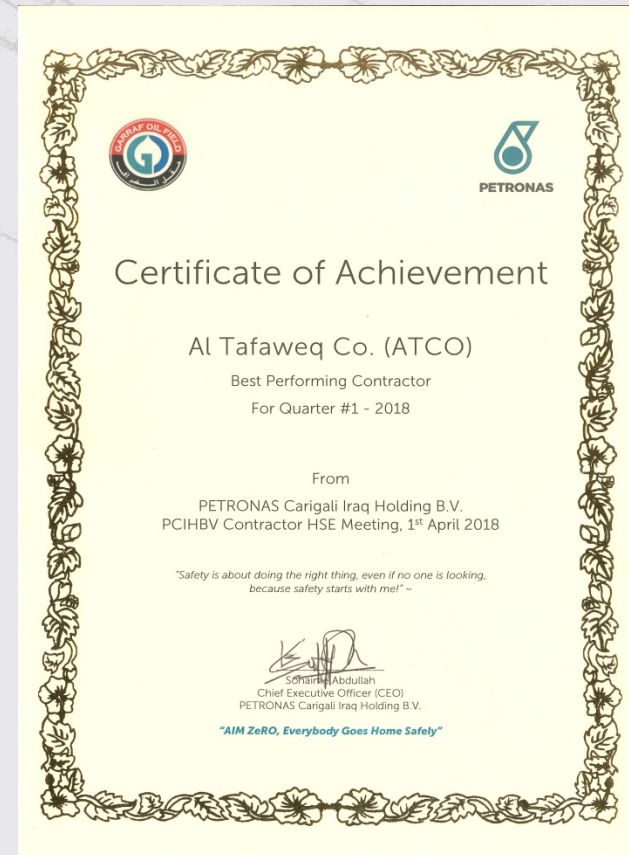 GARRAF OIL FIELD
حقل الغراف
PETRONAS
Certificate of Achievement
Al Tafaweq Co. (ATCO)
Best Performing Contractor
For Quarter #1 - 2018
From
PETRONAS Carigali Iraq Holding B.V.
PCIHBV Contractor HSE Meeting, 1st April 2018
"Safety is about doing the right thing, even if no one is looking,
because safety starts with me!" ~
Abdullah
Chief Executive Officer (CEO)
PETRONAS Carigali Iraq Holding B.V.
"AIM ZeRO, Everybody Goes Home Safely"